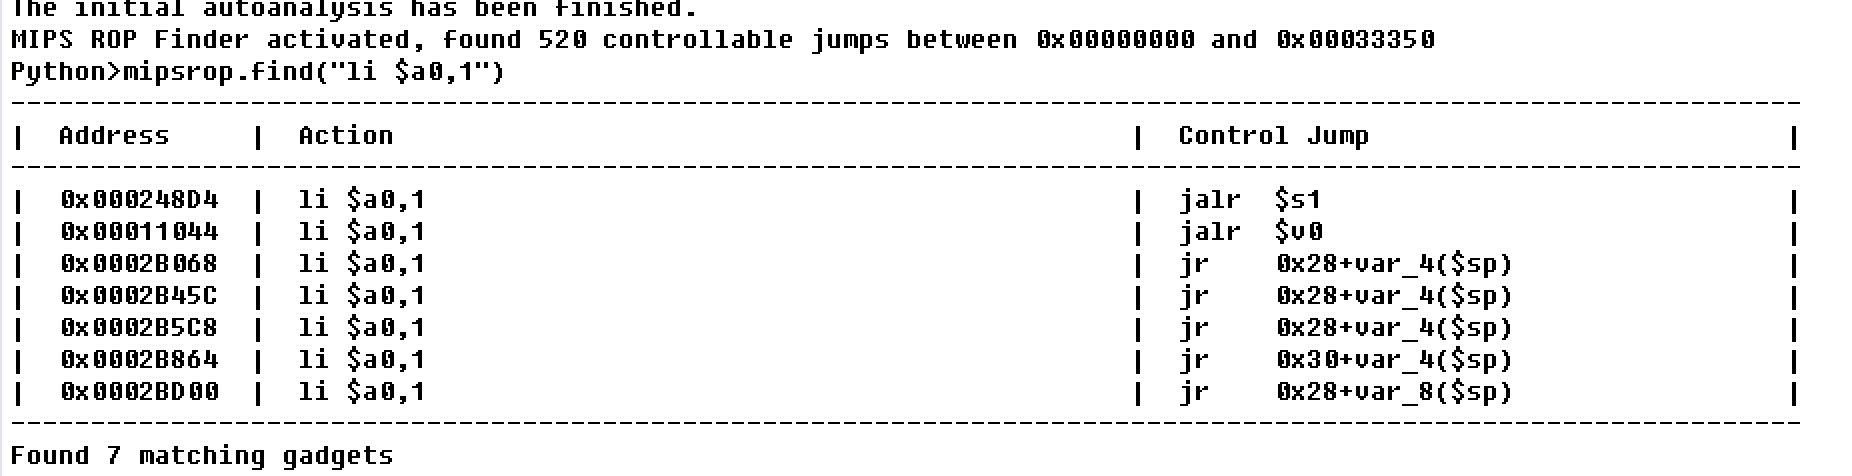 The initial autoanalysis has been finished.
MIPS ROP Finder activated, found 520 controllable jumps between 0x00000000 and 0x00033350
Python>mipsrop.find("li $a0,1")
----------------------------------------------------------------------------------------------------------------
|  Address     |  Action                                              |  Control Jump                          |
----------------------------------------------------------------------------------------------------------------
|  0x000248D4  |  li $a0,1                                            |  jalr  $s1                             |
|  0x00011044  |  li $a0,1                                            |  jalr  $v0                             |
|  0x0002B068  |  li $a0,1                                            |  jr    0x28+var_4($sp)                 |
|  0x0002B45C  |  li $a0,1                                            |  jr    0x28+var_4($sp)                 |
|  0x0002B5C8  |  li $a0,1                                            |  jr    0x28+var_4($sp)                 |
|  0x0002B864  |  li $a0,1                                            |  jr    0x30+var_4($sp)                 |
|  0x0002BD00  |  li $a0,1                                            |  jr    0x28+var_8($sp)                 |
----------------------------------------------------------------------------------------------------------------
Found 7 matching gadgets